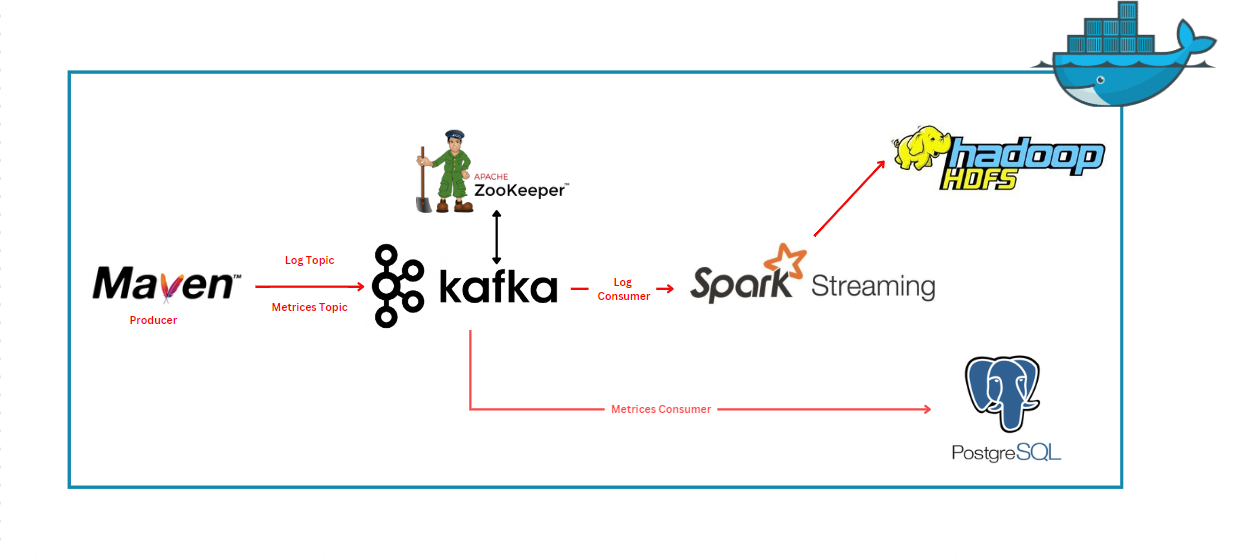 hadoop
HDFS
APACHE
ZooKeeper™
Maven™
Producer
Log Topic
Metrices Topic
kafka
Log
Consumer
Spark Streaming
Metrices Consumer
PostgreSQL